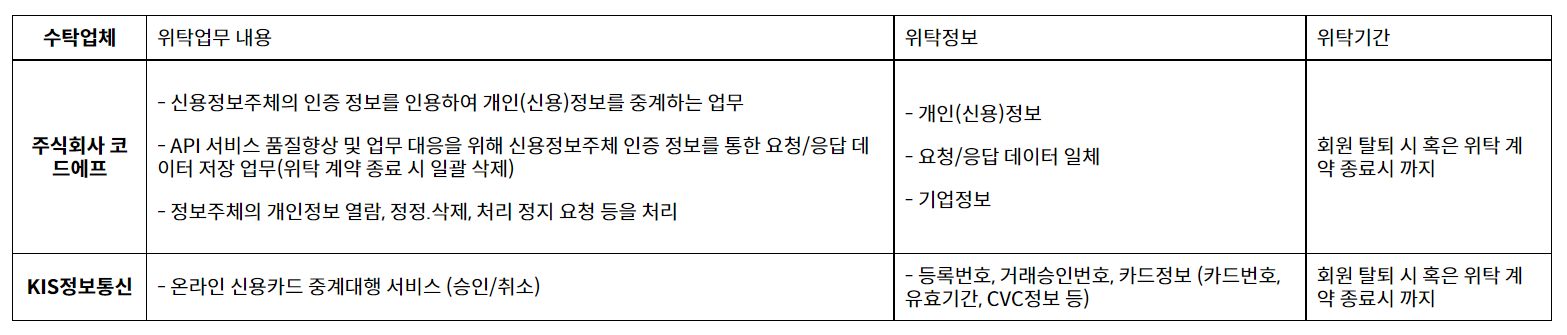 수탁업체 위탁업무 내용 위탁정보 위탁기간
주식회사 코
드에프
- 신용정보주체의 인증 정보를 인용하여 개인(신용)정보를 중계하는 업무
- API 서비스 품질향상 및 업무 대응을 위해 신용정보주체 인증 정보를 통한 요청/응답 데
이터 저장 업무(위탁 계약 종료 시 일괄 삭제)
- 정보주체의 개인정보 열람, 정정.삭제, 처리 정지 요청 등을 처리
- 개인(신용)정보
- 요청/응답 데이터 일체
- 기업정보
회원 탈퇴 시 혹은 위탁 계
약 종료시 까지
KIS정보통신
- 온라인 신용카드 중계대행 서비스 (승인/취소)
- 등록번호, 거래승인번호, 카드정보 (카드번호,
유효기간, CVC정보 등)
회원 탈퇴 시 혹은 위탁 계
약 종료시 까지